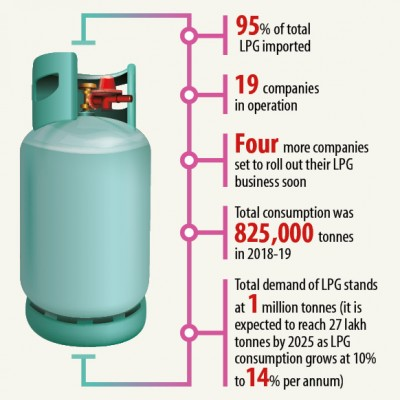 95% of total
LPG imported
19 companies
in operation
Four more companies
set to roll out their LPG
business soon
Total consumption was
825,000 tonnes
in 2018-19
Total demand of LPG stands
at 1 million tonnes (it is
expected to reach 27 lakh
tonnes by 2025 as LPG
consumption grows at 10%
to 14% per annum)